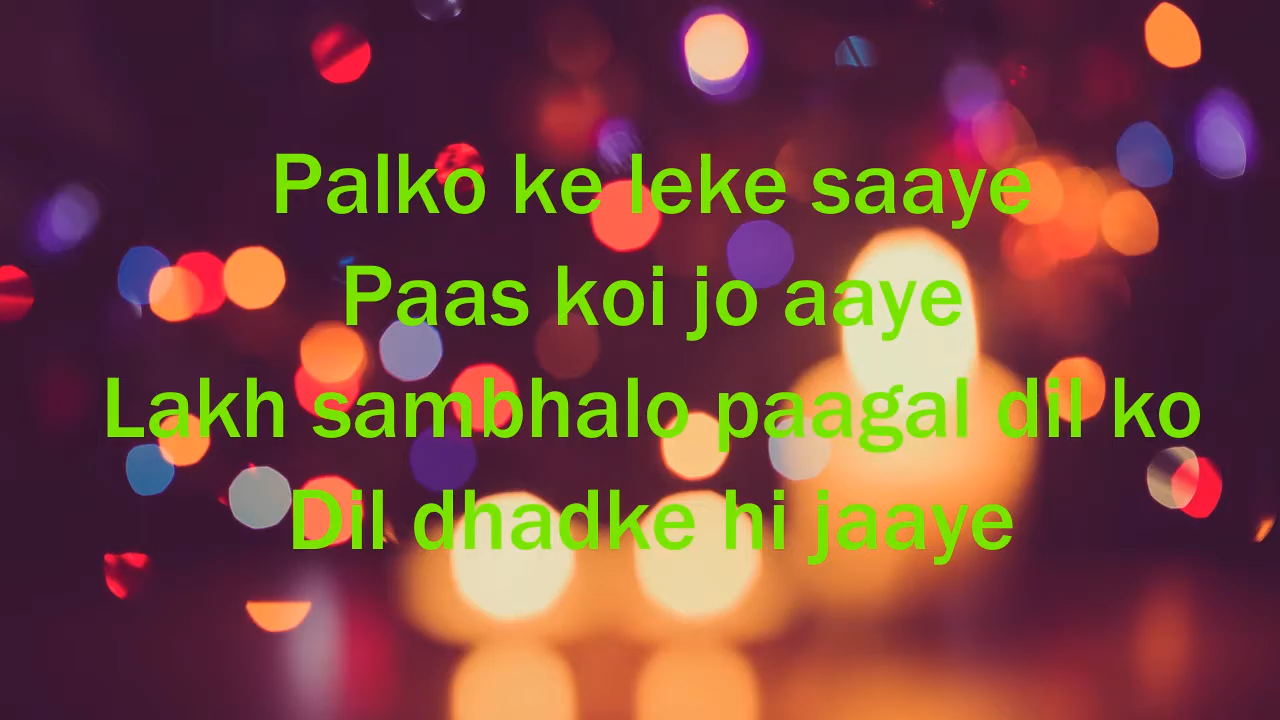 Palko ke leke saaye
Paas koi jo aaye
Lakh sambhalo paagal dil ko
Dil dhadke hi jaaye